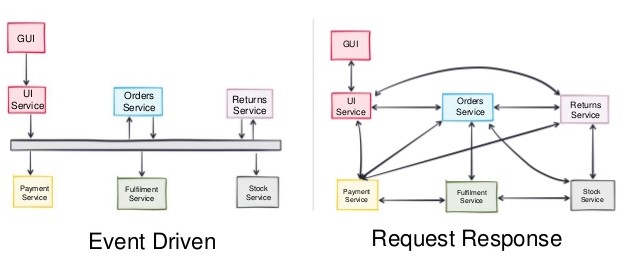 GUI
UI
Service
Orders
Service
Returns
Service
Payment
Service
Fulfilment
Service
Stock
Service
Event Driven
GUI
UI
Service
Orders
Service
Returns
Service
Payment
Service
Fulfilment
Service
Stock
Service
Request Response